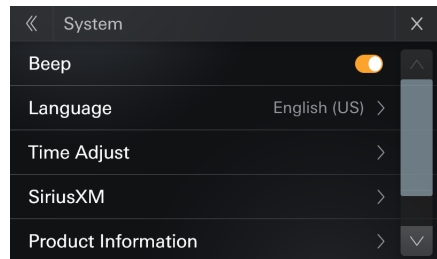 System
Beep
Language English (US)
Time Adjust
SiriusXM
Product Information